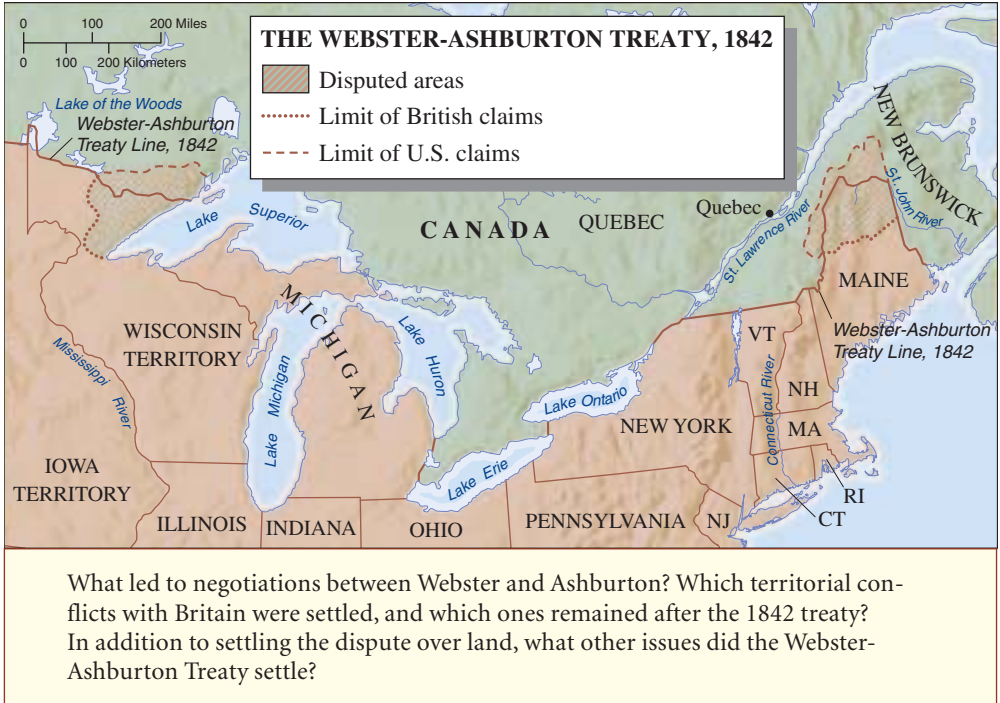 0 100 200 Miles
0 100 200 Kilometers
THE WEBSTER-ASHBURTON TREATY, 1842
Disputed areas
Limit of British claims
Limit of U.S. claims
Lake of the Woods
Webster-Ashburton
Treaty Line, 1842
Lake Superior
CANADA
QUEBEC
Quebec
St. Lawrence River
NEW BRUNSWICK
St. John River
MAINE
Webster-Ashburton
Treaty Line, 1842
WISCONSIN
TERRITORY
MICHIGAN
Lake Huron
Lake Michigan
Mississippi River
Lake Ontario
Lake Erie
VT
NH
MA
Connecticut River
NEW YORK
RI
CT
IOWA
TERRITORY
ILLINOIS
INDIANA
OHIO
PENNSYLVANIA
NJ
What led to negotiations between Webster and Ashburton? Which territorial con-
flicts with Britain were settled, and which ones remained after the 1842 treaty?
In addition to settling the dispute over land, what other issues did the Webster-
Ashburton Treaty settle?